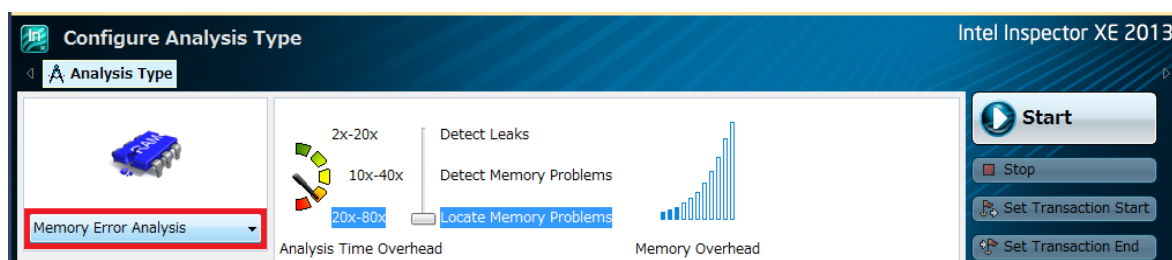 Configure Analysis Type
Intel Inspector XE 2013
Analysis Type
RAM
Memory Error Analysis
2x-20x Detect Leaks
10x-40x Detect Memory Problems
20x-80x Locate Memory Problems
Analysis Time Overhead
Memory Overhead
Start
Stop
Set Transaction Start
Set Transaction End